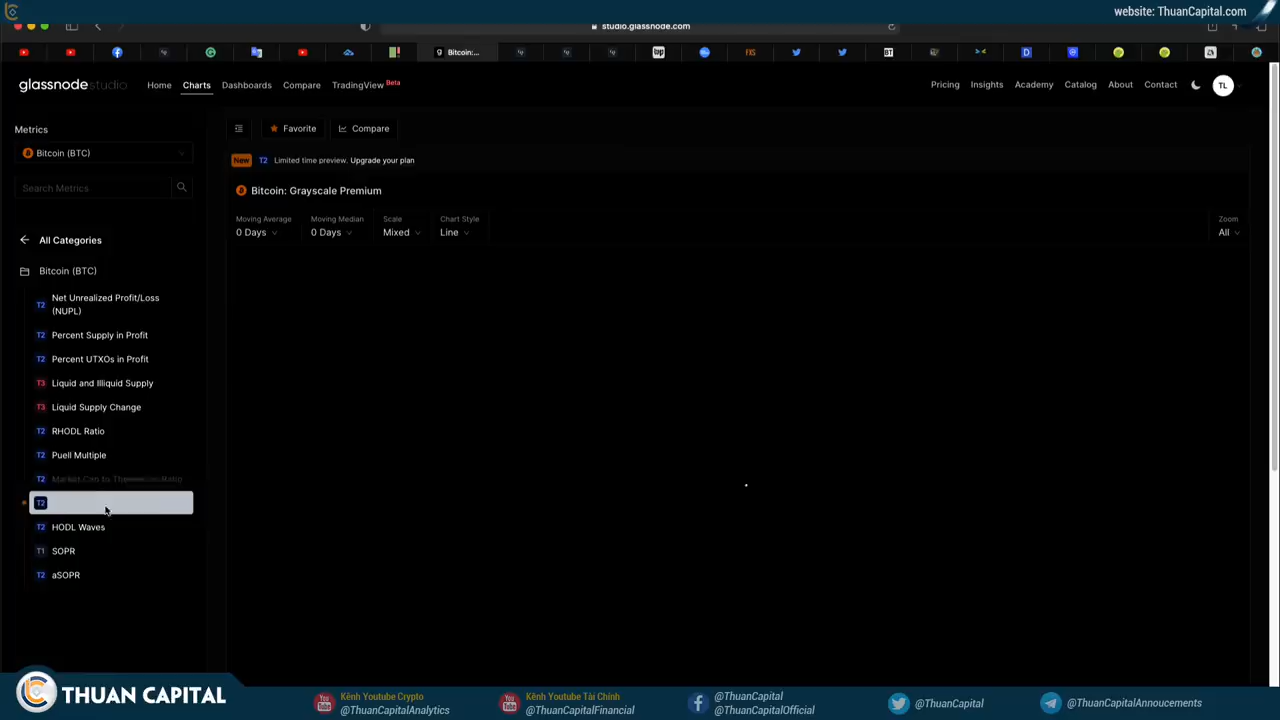 website: ThuanCapital.com
studio.glassnode.com
Bitcoin:...
glassnodestudio
Home
Charts
Dashboards
Compare
TradingView Beta
Pricing
Insights
Academy
Catalog
About
Contact
TL
Metrics
Bitcoin (BTC)
Search Metrics
All Categories
Bitcoin (BTC)
T2 Net Unrealized Profit/Loss
(NUPL)
T2 Percent Supply in Profit
T2 Percent UTXOs in Profit
T3 Liquid and Illiquid Supply
T3 Liquid Supply Change
T2 RHODL Ratio
T2 Puell Multiple
T2 Market Cap to Ratio
T2
T2 HODL Waves
T1 SOPR
T2 aSOPR
Favorite
Compare
New T2 Limited time preview. Upgrade your plan
Bitcoin: Grayscale Premium
Moving Average
0 Days
Moving Median
0 Days
Scale
Mixed
Chart Style
Line
Zoom
All
THUAN CAPITAL
Kênh Youtube Crypto
@ThuanCapitalAnalytics
Kênh Youtube Tài Chính
@ThuanCapitalFinancial
@ThuanCapital
@ThuanCapitalOfficial
@ThuanCapital
@ThuanCapitalAnnoucements